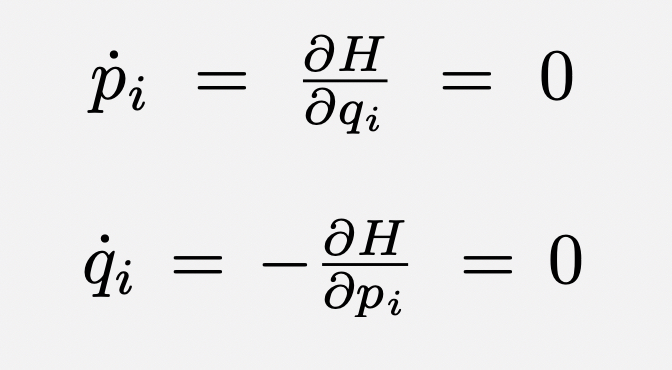 ṗᵢ = ∂H/∂qᵢ = 0
q̇ᵢ = −∂H/∂pᵢ = 0